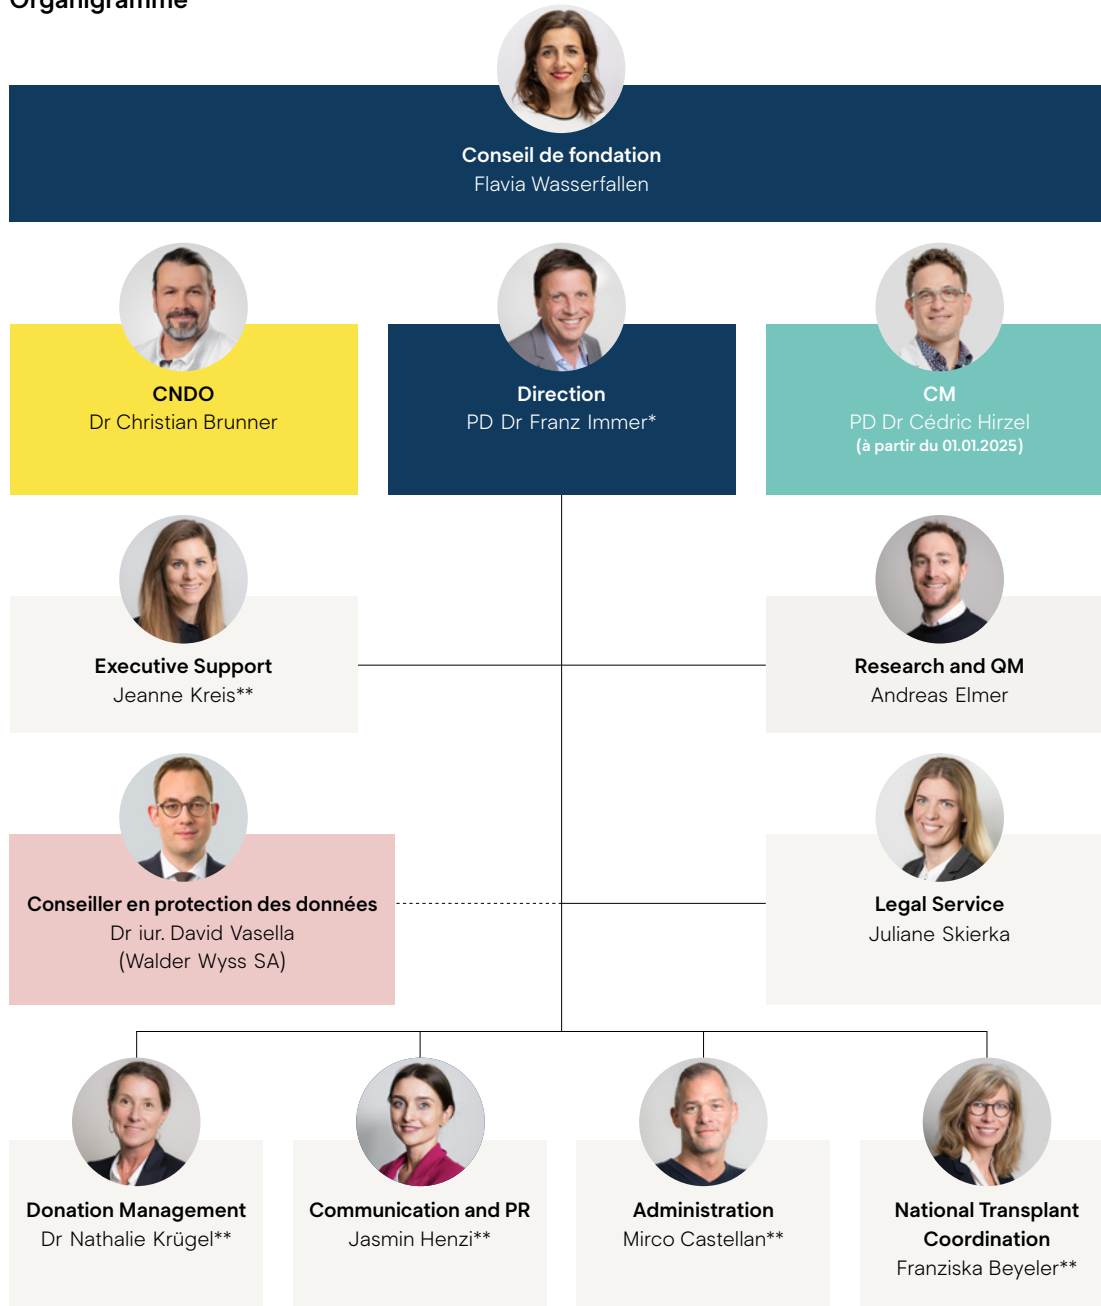 Organigramme
Conseil de fondation
Flavia Wasserfallen
CNDO
Dr Christian Brunner
Direction
PD Dr Franz Immer*
CM
PD Dr Cédric Hirzel
(à partir du 01.01.2025)
Executive Support
Jeanne Kreis**
Research and QM
Andreas Elmer
Conseiller en protection des données
Dr iur. David Vasella
(Walder Wyss SA)
Legal Service
Juliane Skierka
Donation Management
Dr Nathalie Krügel**
Communication and PR
Jasmin Henzi**
Administration
Mirco Castellan**
National Transplant
Coordination
Franziska Beyeler**